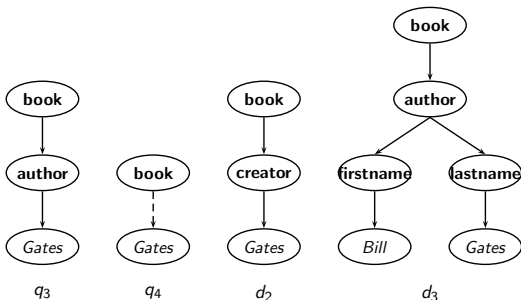 book
book book
author
author book creator firstname lastname
Gates Gates Gates Bill Gates
q3 q4 d2 d3